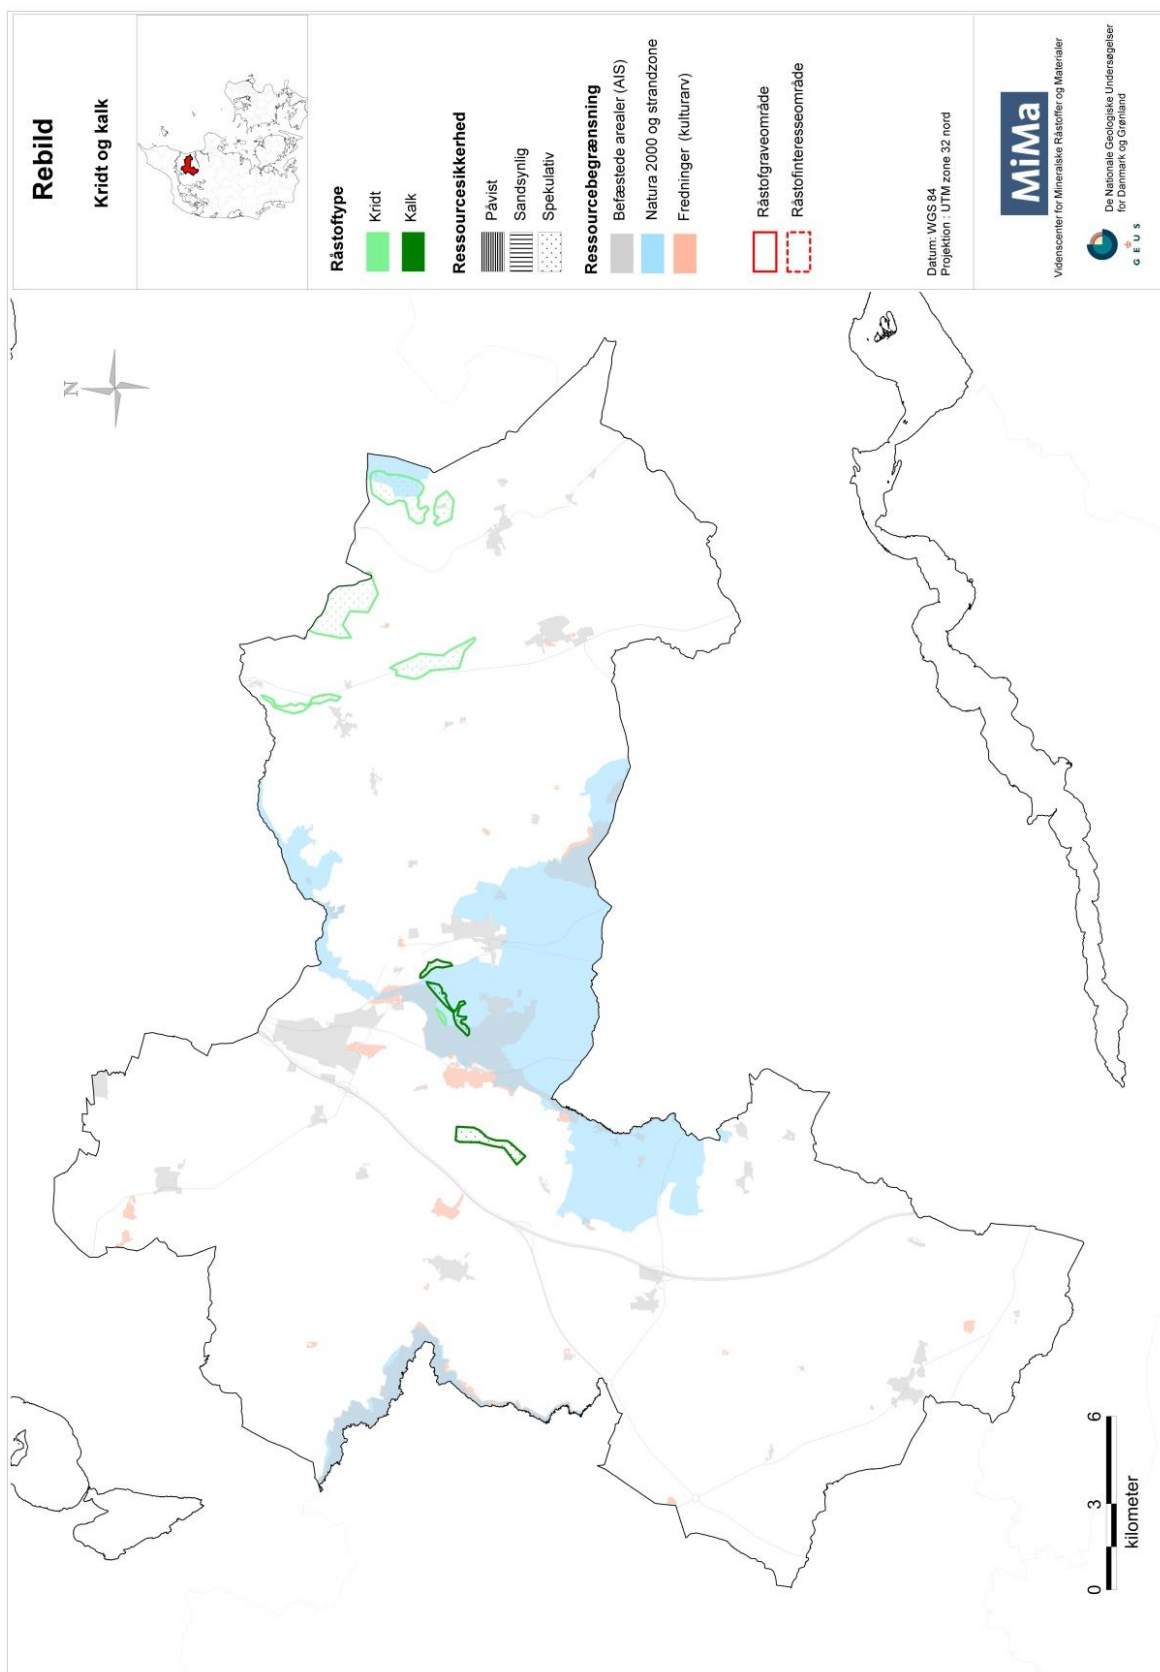 Rebild
Kridt og kalk
Råstoftype
Kridt
Kalk
Ressourcesikkerhed
Påvist
Sandsynlig
Spekulativ
Ressourcebegrænsning
Befæstede arealer (AIS)
Natura 2000 og strandzone
Fredninger (kulturarv)
Råstofgraveområde
Råstofinteresseområde
Datum: WGS 84
Projektion : UTM zone 32 nord
MiMa
Videnscenter for Mineralske Råstoffer og Materialer
G E U S
De Nationale Geologiske Undersøgelser
for Danmark og Grønland
N
0 3 6
kilometer